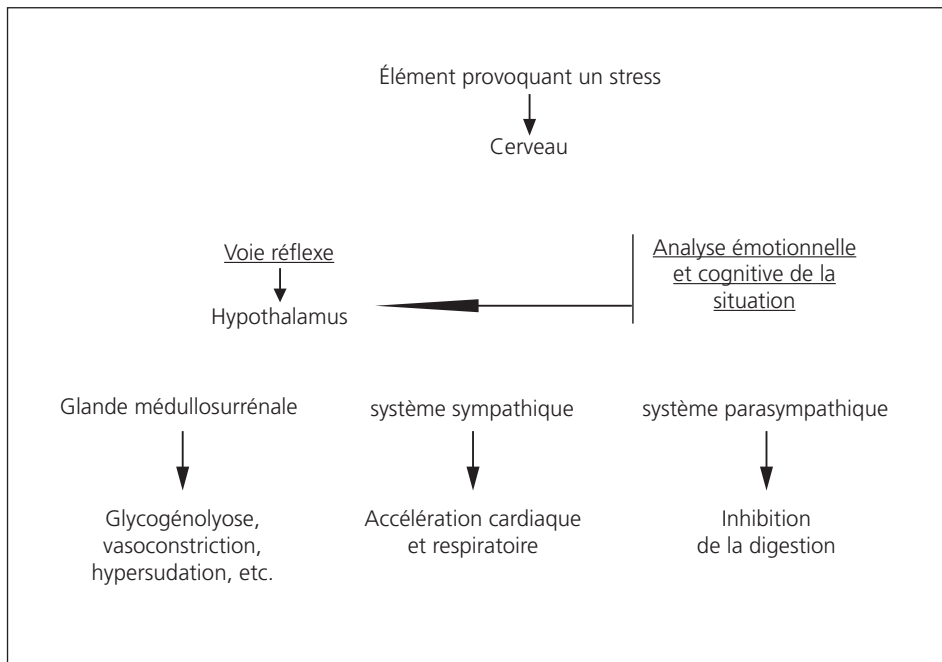 Élément provoquant un stress
Cerveau
Voie réflexe
Hypothalamus
Analyse émotionnelle
et cognitive de la
situation
Glande médullosurrénale
système sympathique
système parasympathique
Glycogénolyose,
vasoconstriction,
hypersudation, etc.
Accélération cardiaque
et respiratoire
Inhibition
de la digestion